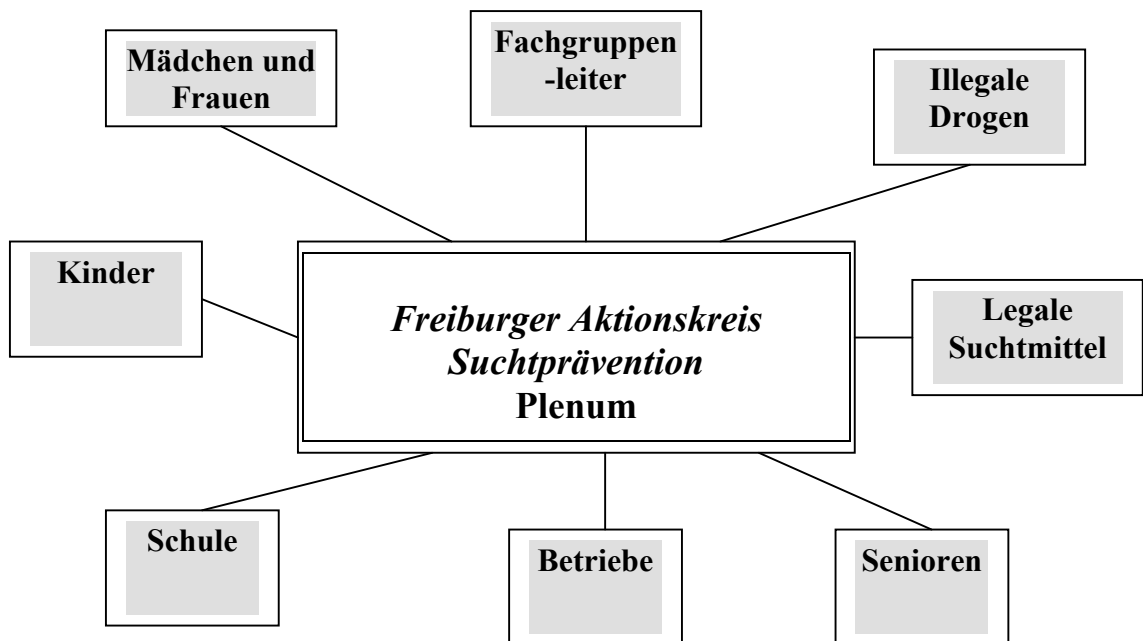 Mädchen und
Frauen
Fachgruppen
-leiter
Illegale
Drogen
Kinder
Freiburger Aktionskreis
Suchtprävention
Plenum
Legale
Suchtmittel
Schule
Betriebe
Senioren